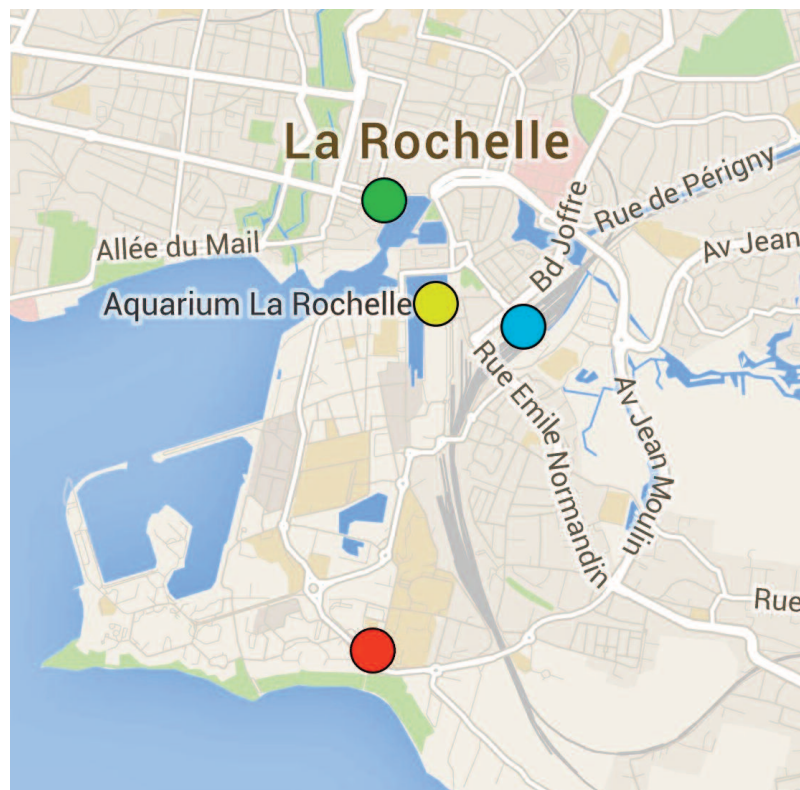 La Rochelle
Rue de Périgny
Bd Joffre
Allée du Mail
Av Jean
Aquarium La Rochelle
Rue Emile Normandin
Av Jean Moulin
Rue